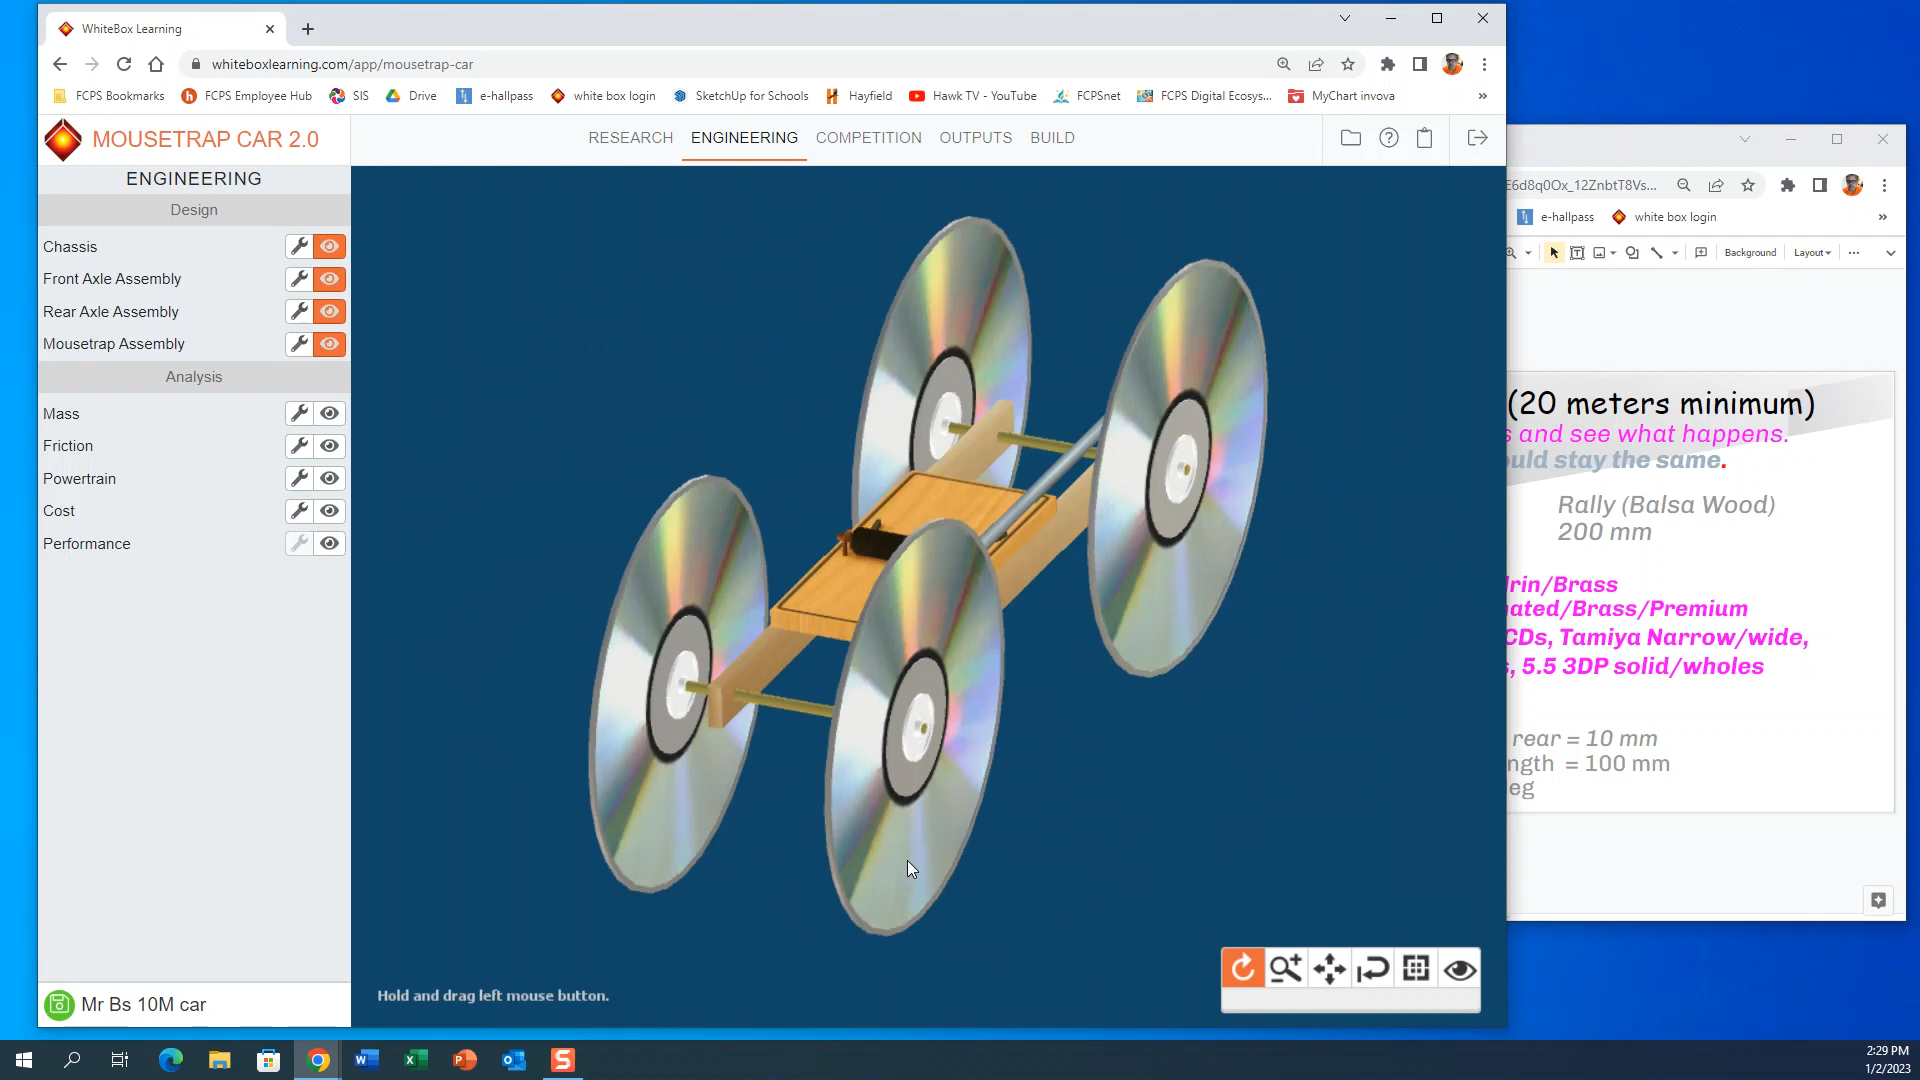 WhiteBox Learning
whiteboxlearning.com/app/mousetrap-car
FCPS Bookmarks
FCPS Employee Hub
SIS
Drive
e-hallpass
white box login
SketchUp for Schools
Hayfield
Hawk TV - YouTube
FCPSnet
FCPS Digital Ecosys...
MyChart invova
»
MOUSETRAP CAR 2.0
RESEARCH
ENGINEERING
COMPETITION
OUTPUTS
BUILD
ENGINEERING
Design
Chassis
Front Axle Assembly
Rear Axle Assembly
Mousetrap Assembly
Analysis
Mass
Friction
Powertrain
Cost
Performance
Mr Bs 10M car
Hold and drag left mouse button.
E6d8q0Ox_12ZnbtT8Vs...
e-hallpass
white box login
»
Background
Layout
(20 meters minimum)
s and see what happens.
uld stay the same.
Rally (Balsa Wood)
200 mm
rin/Brass
ated/Brass/Premium
CDs, Tamiya Narrow/wide,
s, 5.5 3DP solid/wholes
rear = 10 mm
ngth = 100 mm
eg
2:29 PM
1/2/2023